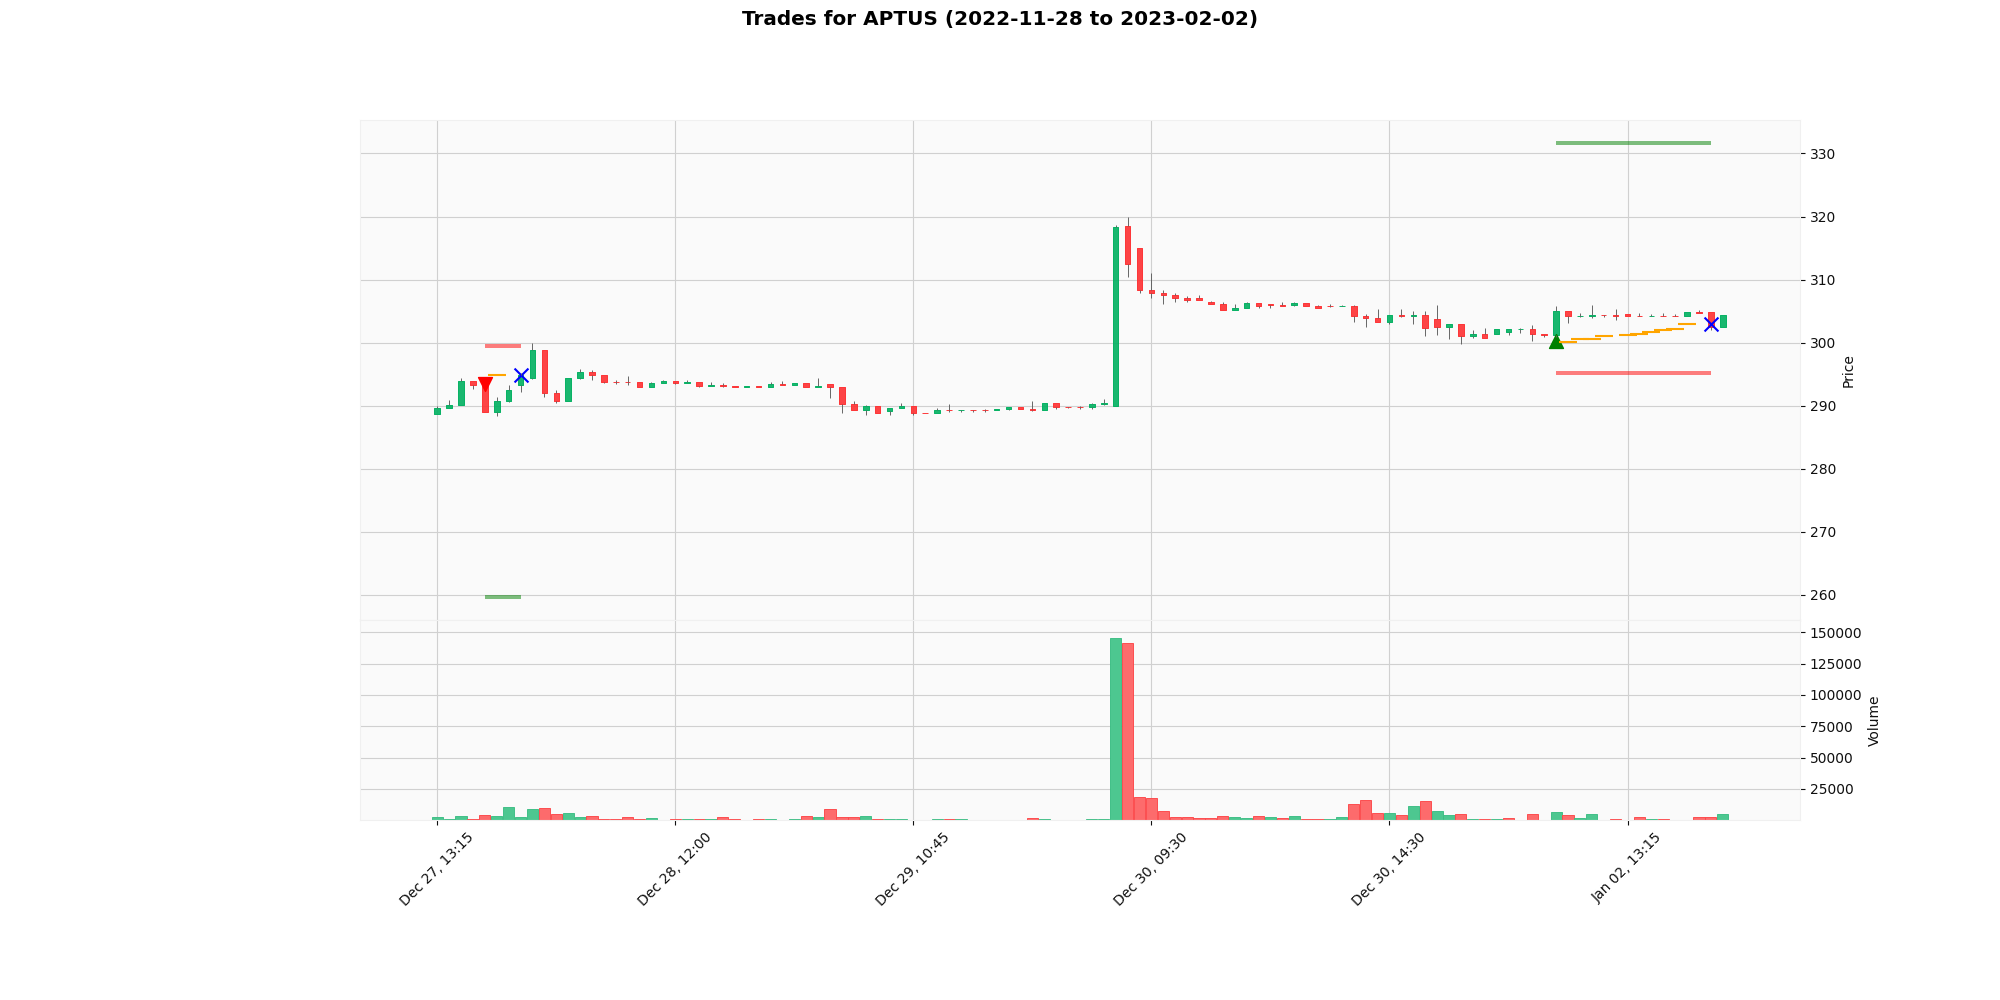 Trades for APTUS (2022-11-28 to 2023-02-02)
330
320
310
300
290
280
270
260
Price
150000
125000
100000
75000
50000
25000
Volume
Dec 27, 13:15
Dec 28, 12:00
Dec 29, 10:45
Dec 30, 09:30
Dec 30, 14:30
Jan 02, 13:15